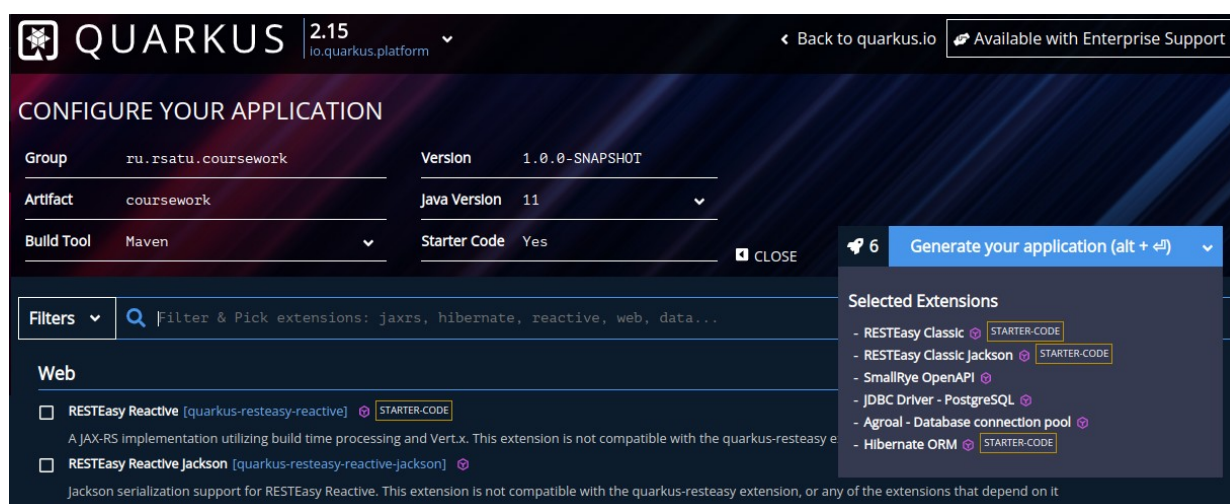 QUARKUS 2.15
io.quarkus.platform
Back to quarkus.io Available with Enterprise Support
CONFIGURE YOUR APPLICATION
Group ru.rsatu.coursework Version 1.0.0-SNAPSHOT
Artifact coursework Java Version 11
Build Tool Maven Starter Code Yes
CLOSE
6 Generate your application (alt + ⏎)
Selected Extensions
- RESTEasy Classic STARTER-CODE
- RESTEasy Classic Jackson STARTER-CODE
- SmallRye OpenAPI
- JDBC Driver - PostgreSQL
- Agroal - Database connection pool
- Hibernate ORM STARTER-CODE
Filters Filter & Pick extensions: jaxrs, hibernate, reactive, web, data...
Web
RESTEasy Reactive [quarkus-resteasy-reactive] STARTER-CODE
A JAX-RS implementation utilizing build time processing and Vert.x. This extension is not compatible with the quarkus-resteasy e
RESTEasy Reactive Jackson [quarkus-resteasy-reactive-jackson]
Jackson serialization support for RESTEasy Reactive. This extension is not compatible with the quarkus-resteasy extension, or any of the extensions that depend on it